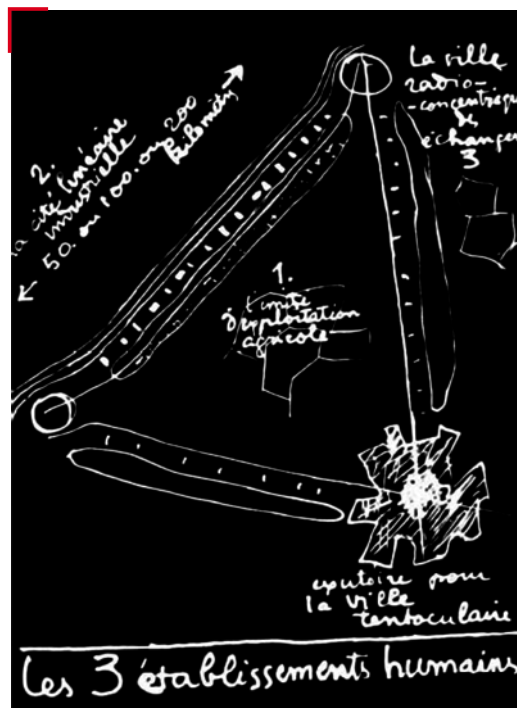 La ville
radio-
-concentriqu
de
échanges
3
2.
la cité linéaire
industrielle
50. ou 100. ou 200
kilomètres
1.
l'unité
d'exploitation
agricole
exutoire pour
la ville
tentaculaire
Les 3 établissements humains